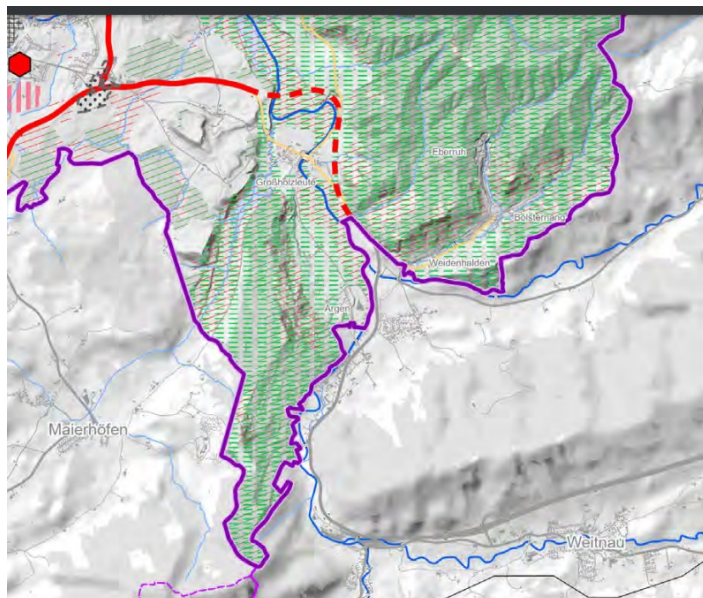 Eberruh
Großholzleute
Bolsternang
Weidenhalden
Argen
Maierhöfen
Weitnau